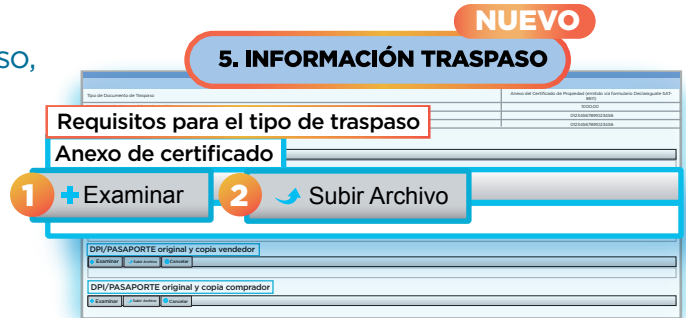 NUEVO
so,
5. INFORMACIÓN TRASPASO
Tipo de Documento de Traspaso
Anexo del Certificado de Propiedad (emitido vía formulario Declaraguate SAT-
1000.00
Requisitos para el tipo de traspaso
Anexo de certificado
1 Examinar 2 Subir Archivo
DPI/PASAPORTE original y copia vendedor
Examinar Subir Archivo Cancelar
DPI/PASAPORTE original y copia comprador
Examinar Subir Archivo Cancelar